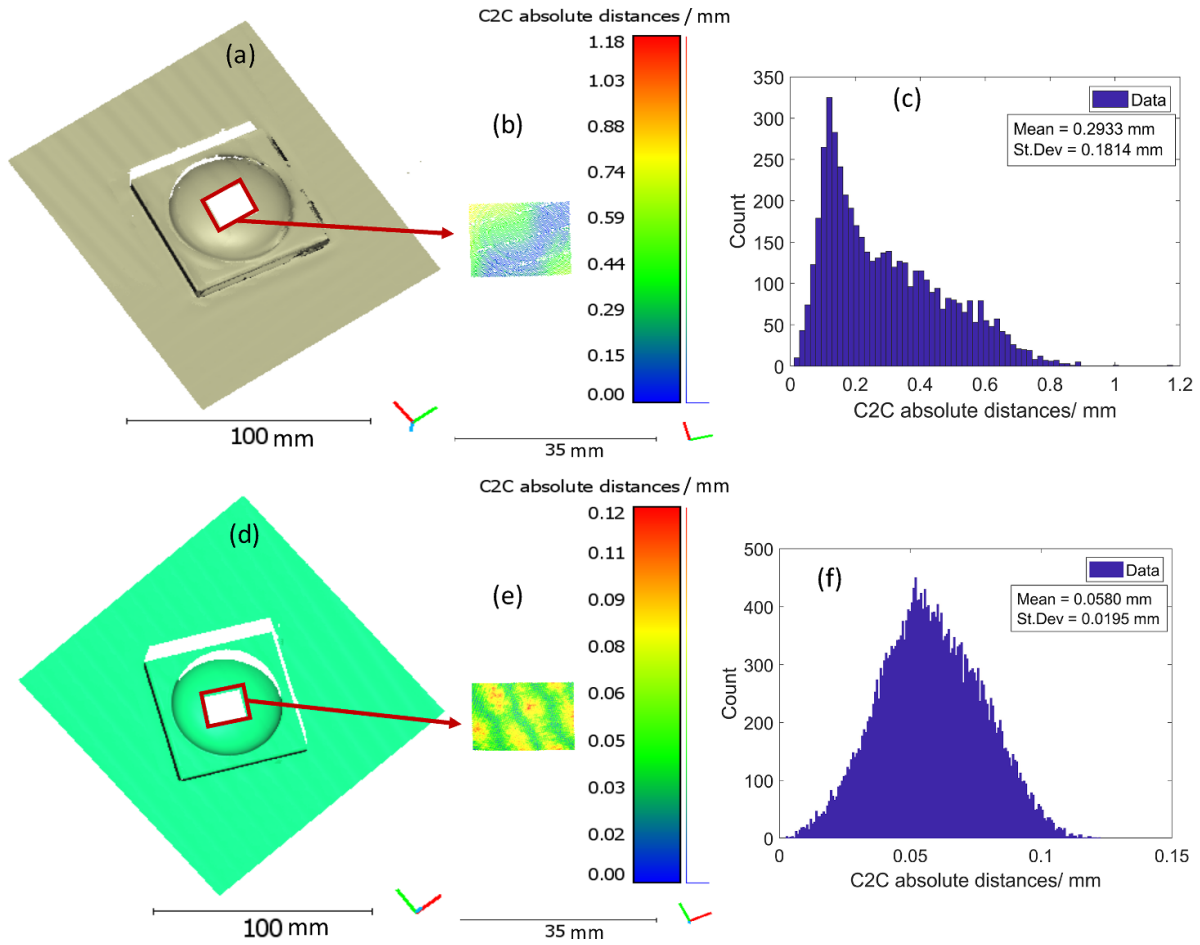 (a)
100 mm
(b)
C2C absolute distances / mm
1.18
1.03
0.88
0.74
0.59
0.44
0.29
0.15
0.00
35 mm
(c)
350
300
250
200
150
100
50
0
Count
Data
Mean = 0.2933 mm
St.Dev = 0.1814 mm
0 0.2 0.4 0.6 0.8 1 1.2
C2C absolute distances/ mm
(d)
100 mm
(e)
C2C absolute distances / mm
0.12
0.11
0.09
0.08
0.06
0.05
0.03
0.02
0.00
35 mm
(f)
500
400
300
200
100
0
Count
Data
Mean = 0.0580 mm
St.Dev = 0.0195 mm
0 0.05 0.1 0.15
C2C absolute distances/ mm